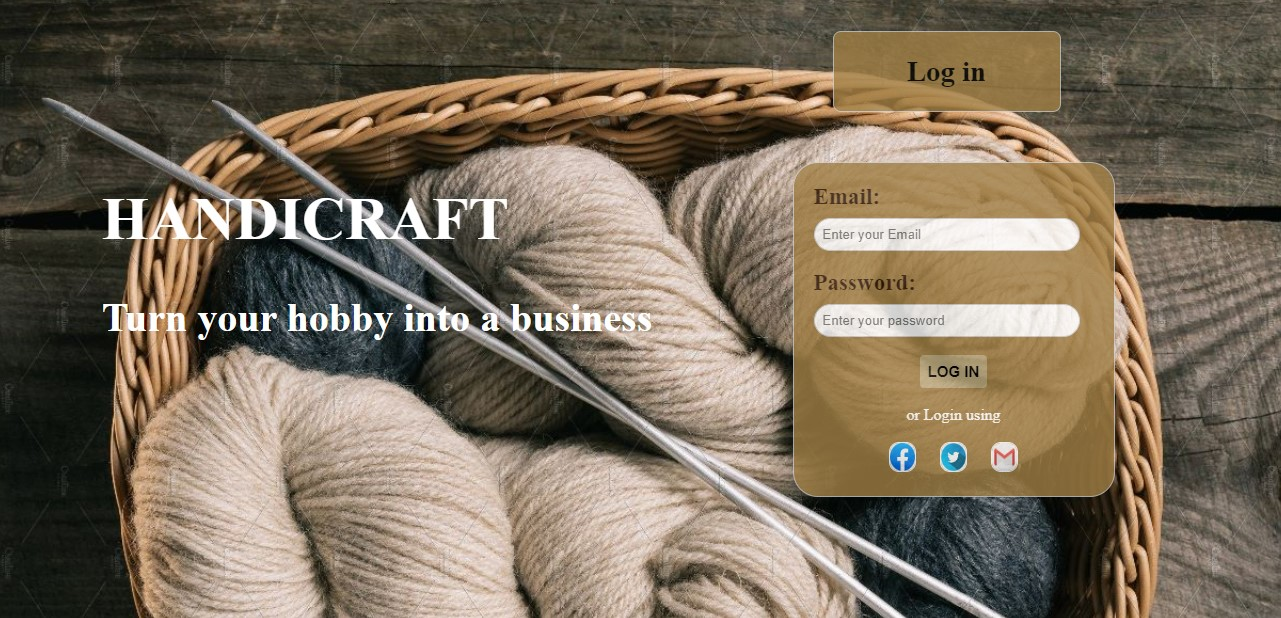 Log in
HANDICRAFT
Turn your hobby into a business
Email:
Enter your Email
Password:
Enter your password
LOG IN
or Login using